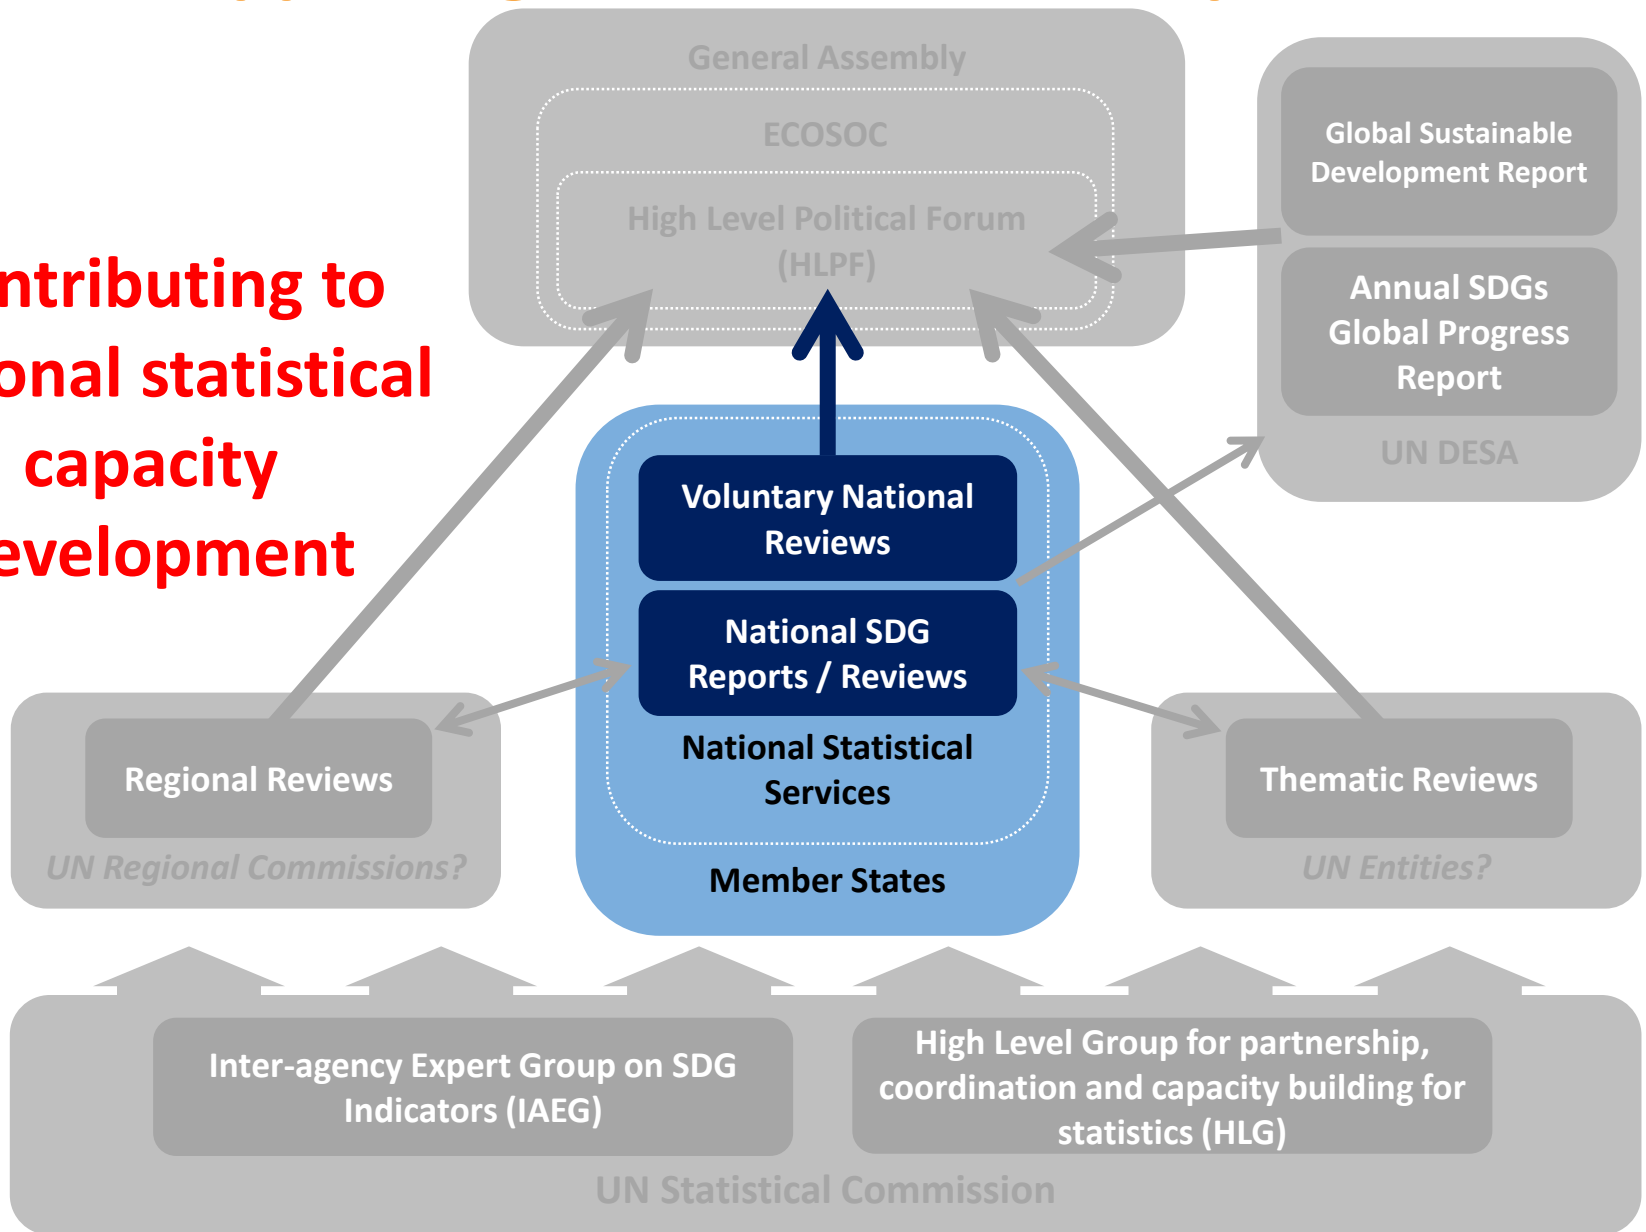 General Assembly
ECOSOC
High Level Political Forum
(HLPF)
Global Sustainable
Development Report
Annual SDGs
Global Progress
Report
UN DESA
ntributing to
onal statistical
capacity
evelopment
Voluntary National
Reviews
National SDG
Reports / Reviews
National Statistical
Services
Member States
Regional Reviews
UN Regional Commissions?
Thematic Reviews
UN Entities?
Inter-agency Expert Group on SDG
Indicators (IAEG)
High Level Group for partnership,
coordination and capacity building for
statistics (HLG)
UN Statistical Commission